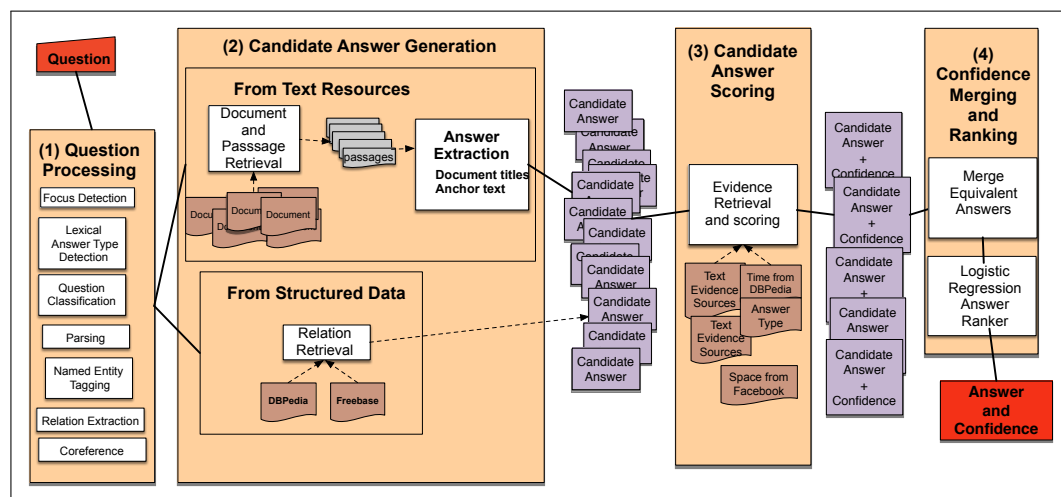 Question
(1) Question
Processing
Focus Detection
Lexical
Answer Type
Detection
Question
Classification
Parsing
Named Entity
Tagging
Relation Extraction
Coreference
(2) Candidate Answer Generation
From Text Resources
Document
and
Passsage
Retrieval
passages
Answer
Extraction
Document titles
Anchor text
Docume
Document
From Structured Data
Relation
Retrieval
DBPedia
Freebase
Candidate
Answer
Candidate
Answer
Candidate
Candidate
Candidate
Candidate
Candidate
Answer
Candidate
Answer
Candidate
Candidate
Answer
(3) Candidate
Answer
Scoring
Evidence
Retrieval
and scoring
Text
Evidence
Sources
Time from
DBPedia
Text
Evidence
Sources
Answer
Type
Space from
Facebook
Candidate
Answer
+
Confidence
Candidate
Answer
+
Confidence
Candidate
Answer
+
Candidate
Answer
Candidate
Answer
+
Confidence
(4)
Confidence
Merging
and
Ranking
Merge
Equivalent
Answers
Logistic
Regression
Answer
Ranker
Answer
and
Confidence